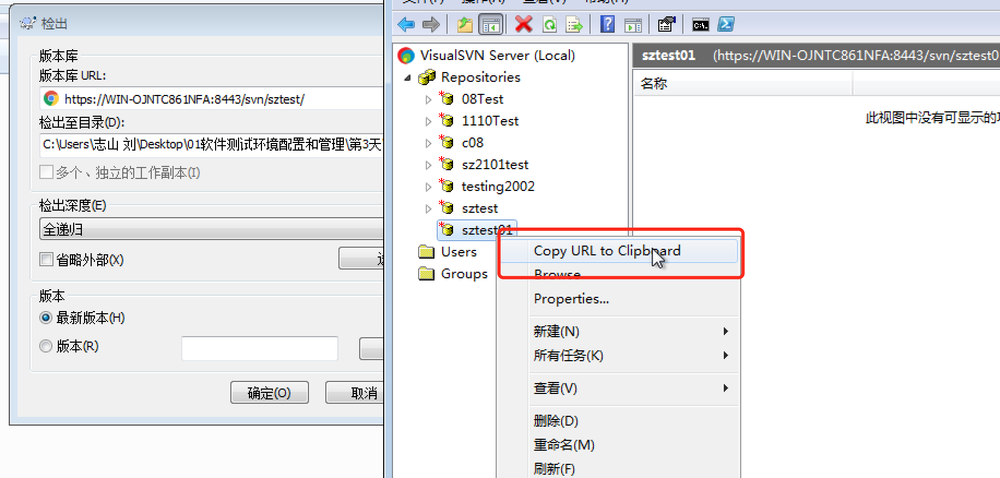 检出
版本库
版本库 URL:
https://WIN-OJNTC861NFA:8443/svn/sztest/
检出至目录(D):
C:\Users\志山 刘\Desktop\01软件测试环境配置和管理\第3天
多个、独立的工作副本(I)
检出深度(E)
全递归
省略外部(X)
版本
最新版本(H)
版本(R)
确定(O)
取消
VisualSVN Server (Local)
Repositories
08Test
1110Test
c08
sz2101test
testing2002
sztest
sztest01
Users
Groups
sztest01 (https://WIN-OJNTC861NFA:8443/svn/sztest0
名称
此视图中没有可显示的
Copy URL to Clipboard
Browse
Properties...
新建(N)
所有任务(K)
查看(V)
删除(D)
重命名(M)
刷新(F)